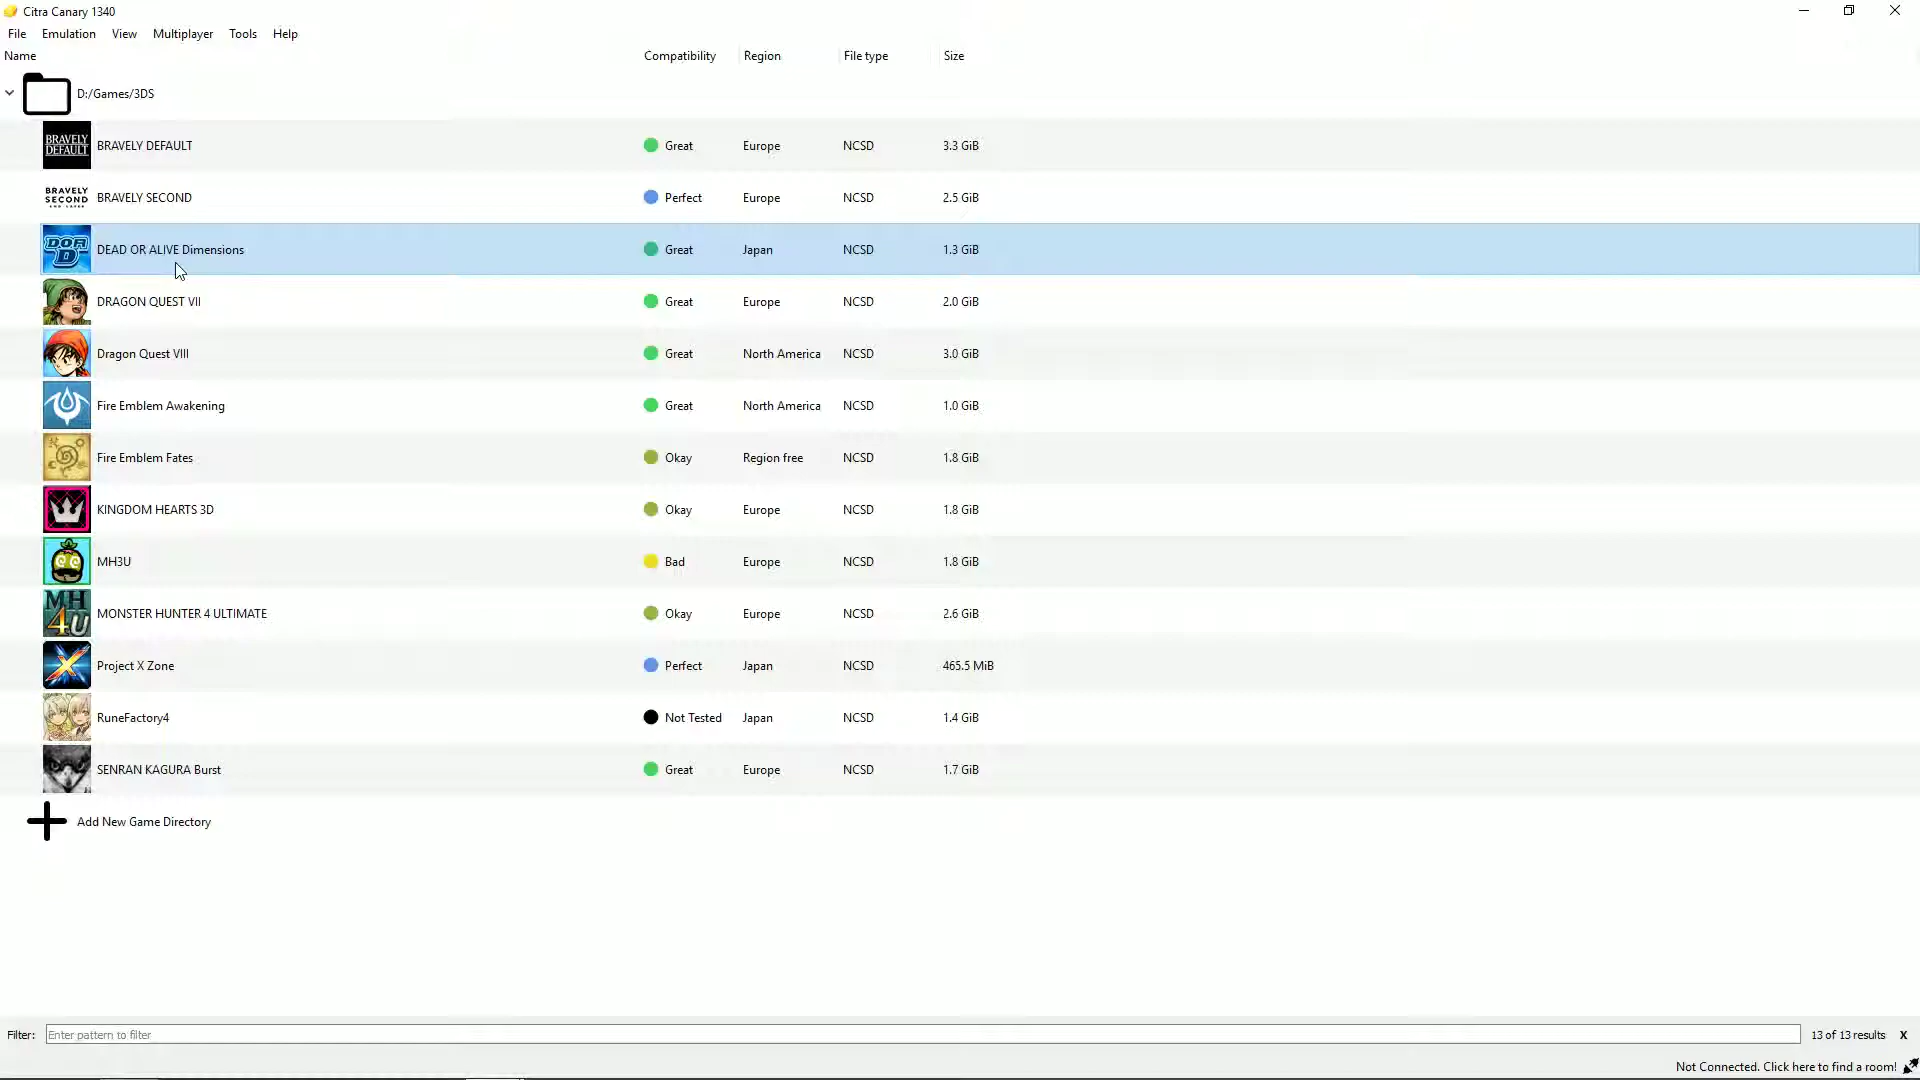 Citra Canary 1340
File Emulation View Multiplayer Tools Help
Name Compatibility Region File type Size
D:/Games/3DS
BRAVELY DEFAULT BRAVELY DEFAULT Great Europe NCSD 3.3 GiB
BRAVELY SECOND BRAVELY SECOND Perfect Europe NCSD 2.5 GiB
DOA D DEAD OR ALIVE Dimensions Great Japan NCSD 1.3 GiB
DRAGON QUEST VII Great Europe NCSD 2.0 GiB
Dragon Quest VIII Great North America NCSD 3.0 GiB
Fire Emblem Awakening Great North America NCSD 1.0 GiB
Fire Emblem Fates Okay Region free NCSD 1.8 GiB
KINGDOM HEARTS 3D Okay Europe NCSD 1.8 GiB
MH3U Bad Europe NCSD 1.8 GiB
MH 4U MONSTER HUNTER 4 ULTIMATE Okay Europe NCSD 2.6 GiB
X Project X Zone Perfect Japan NCSD 465.5 MiB
RuneFactory4 Not Tested Japan NCSD 1.4 GiB
SENRAN KAGURA Burst Great Europe NCSD 1.7 GiB
Add New Game Directory
Filter: Enter pattern to filter 13 of 13 results X
Not Connected. Click here to find a room!